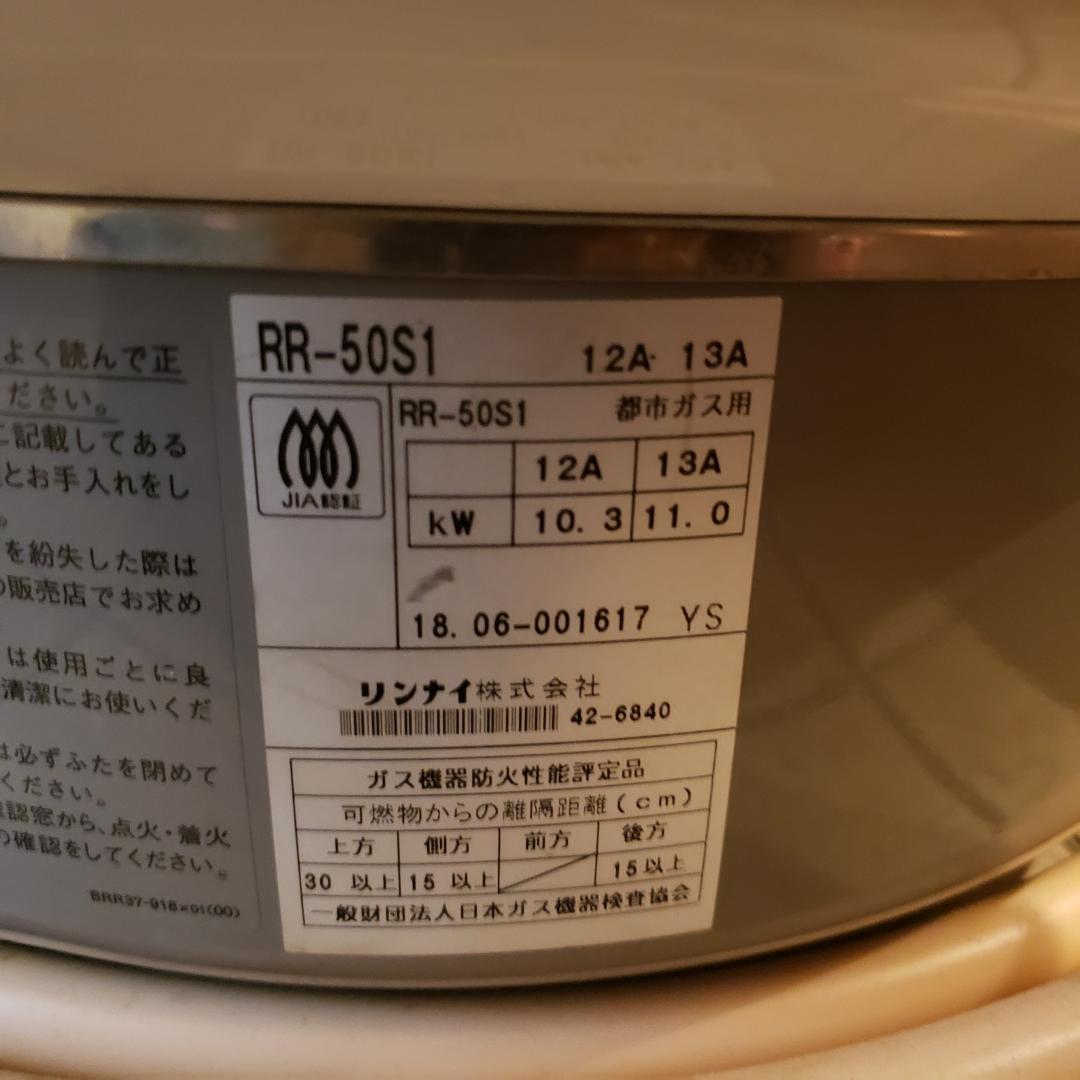 よく読んで正
ださい。
に記載してある
とお手入れをし
。
を紛失した際は
の販売店でお求め
は使用ごとに良
清潔にお使いくだ
は必ずふたを閉めて
ください。
認窓から、点火・着火
の確認をしてください。
BRR37-918×01(00)
RR-50S1 12A・13A
JIA認証
RR-50S1 都市ガス用
12A 13A
kW 10.3 11.0
18.06-001617 YS
リンナイ株式会社
42-6840
ガス機器防火性能評定品
可燃物からの離隔距離(cm)
上方 側方 前方 後方
30 以上 15 以上 15以上
一般財団法人日本ガス機器検査協会